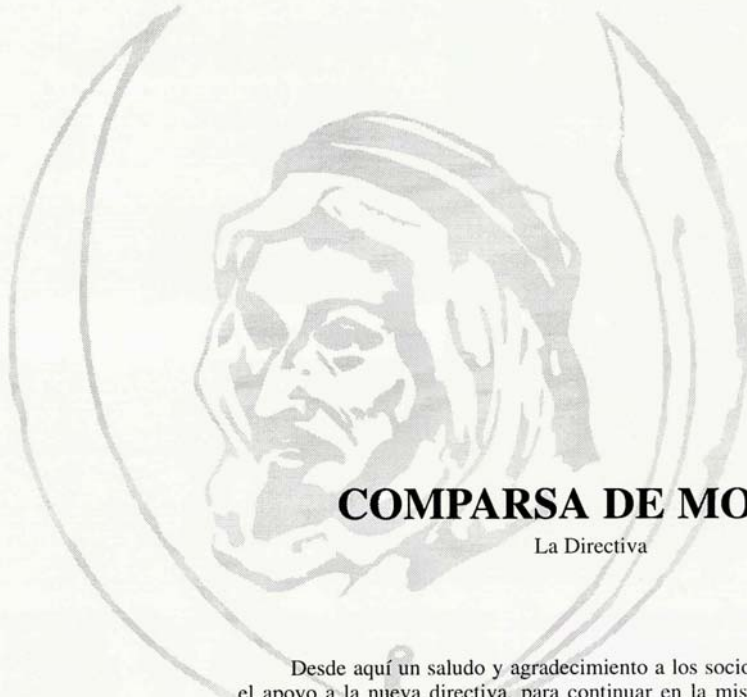 COMPARSA DE MO
La Directiva
Desde aquí un saludo y agradecimiento a los socio
el apoyo a la nueva directiva, para continuar en la mis